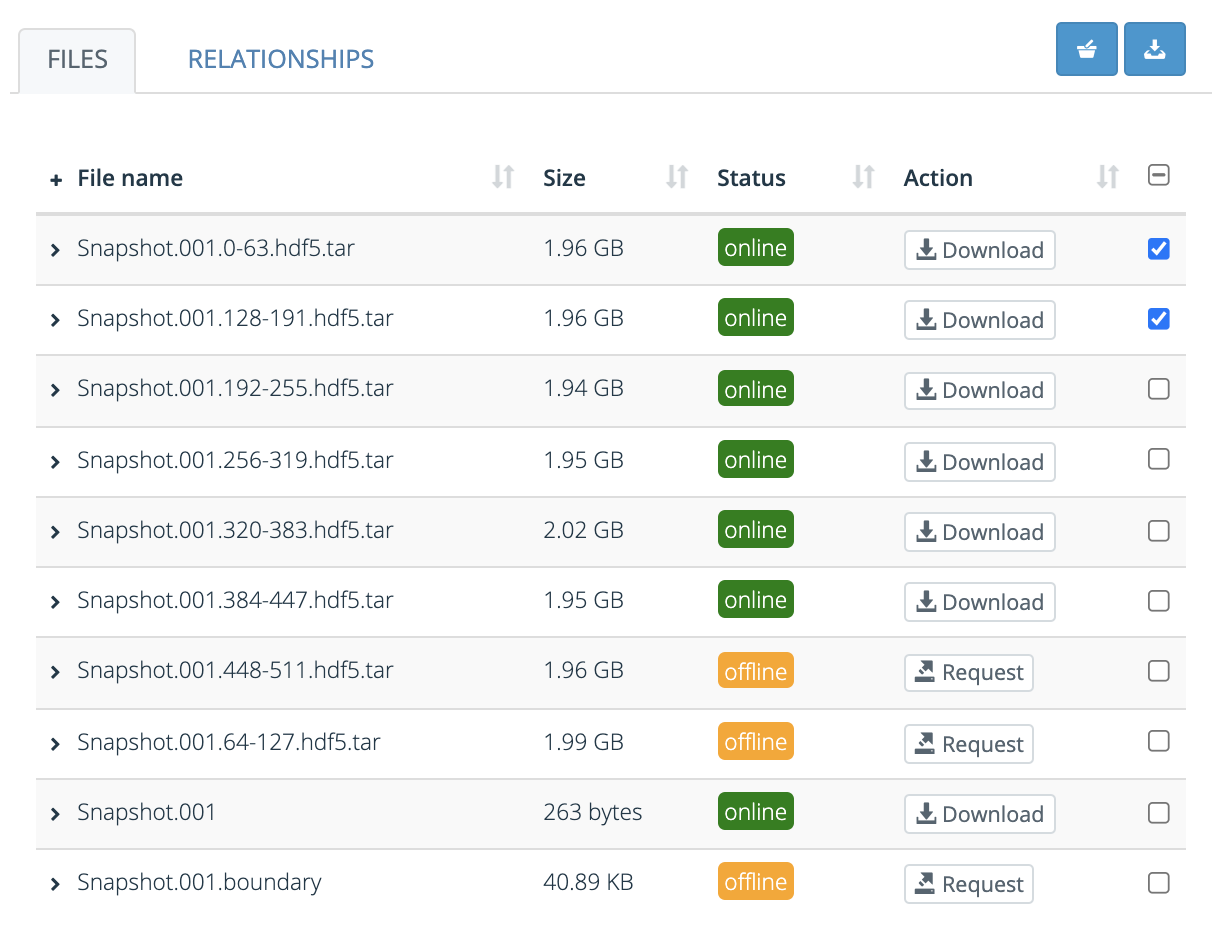 FILES RELATIONSHIPS
+ File name Size Status Action
Snapshot.001.0-63.hdf5.tar 1.96 GB online Download
Snapshot.001.128-191.hdf5.tar 1.96 GB online Download
Snapshot.001.192-255.hdf5.tar 1.94 GB online Download
Snapshot.001.256-319.hdf5.tar 1.95 GB online Download
Snapshot.001.320-383.hdf5.tar 2.02 GB online Download
Snapshot.001.384-447.hdf5.tar 1.95 GB online Download
Snapshot.001.448-511.hdf5.tar 1.96 GB offline Request
Snapshot.001.64-127.hdf5.tar 1.99 GB offline Request
Snapshot.001 263 bytes online Download
Snapshot.001.boundary 40.89 KB offline Request